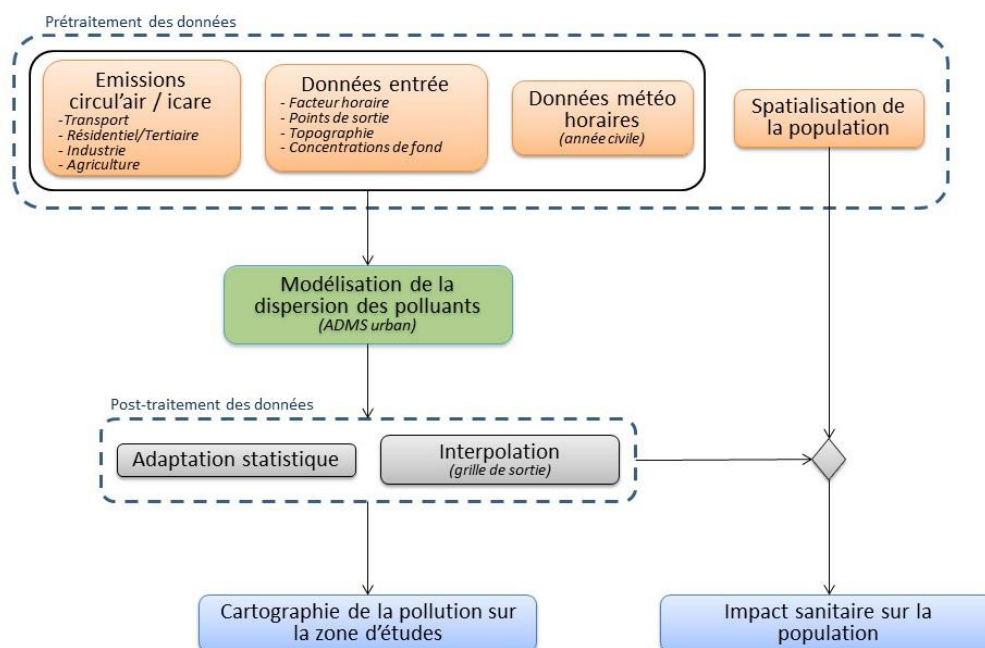 Prétraitement des données
Emissions
circul'air / icare
-Transport
- Résidentiel/Tertiaire
- Industrie
- Agriculture
Données entrée
- Facteur horaire
- Points de sortie
- Topographie
- Concentrations de fond
Données météo
horaires
(année civile)
Spatialisation de
la population
Modélisation de la
dispersion des polluants
(ADMS urban)
Post-traitement des données
Adaptation statistique
Interpolation
(grille de sortie)
Cartographie de la pollution sur
la zone d'études
Impact sanitaire sur la
population